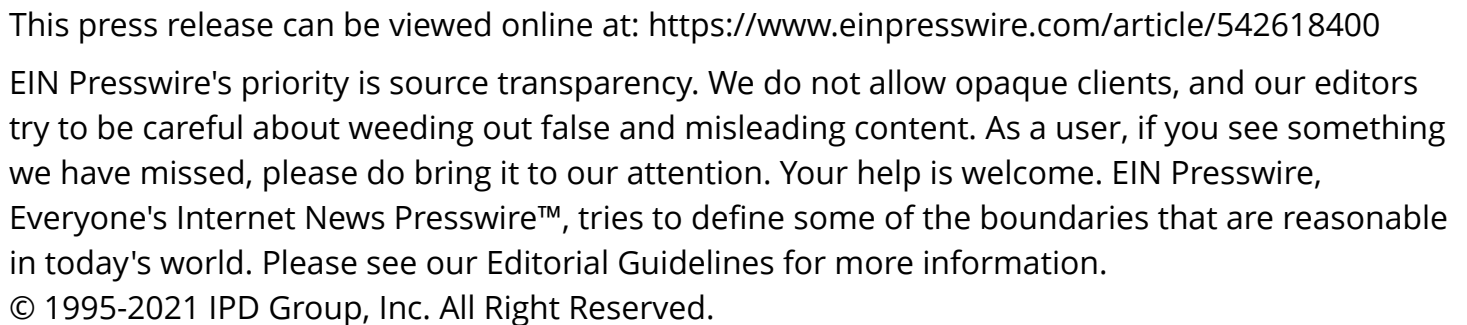 This press release can be viewed online at: https://www.einpresswire.com/article/542618400
EIN Presswire's priority is source transparency. We do not allow opaque clients, and our editors
try to be careful about weeding out false and misleading content. As a user, if you see something
we have missed, please do bring it to our attention. Your help is welcome. EIN Presswire,
Everyone's Internet News Presswire™, tries to define some of the boundaries that are reasonable
in today's world. Please see our Editorial Guidelines for more information.
© 1995-2021 IPD Group, Inc. All Right Reserved.